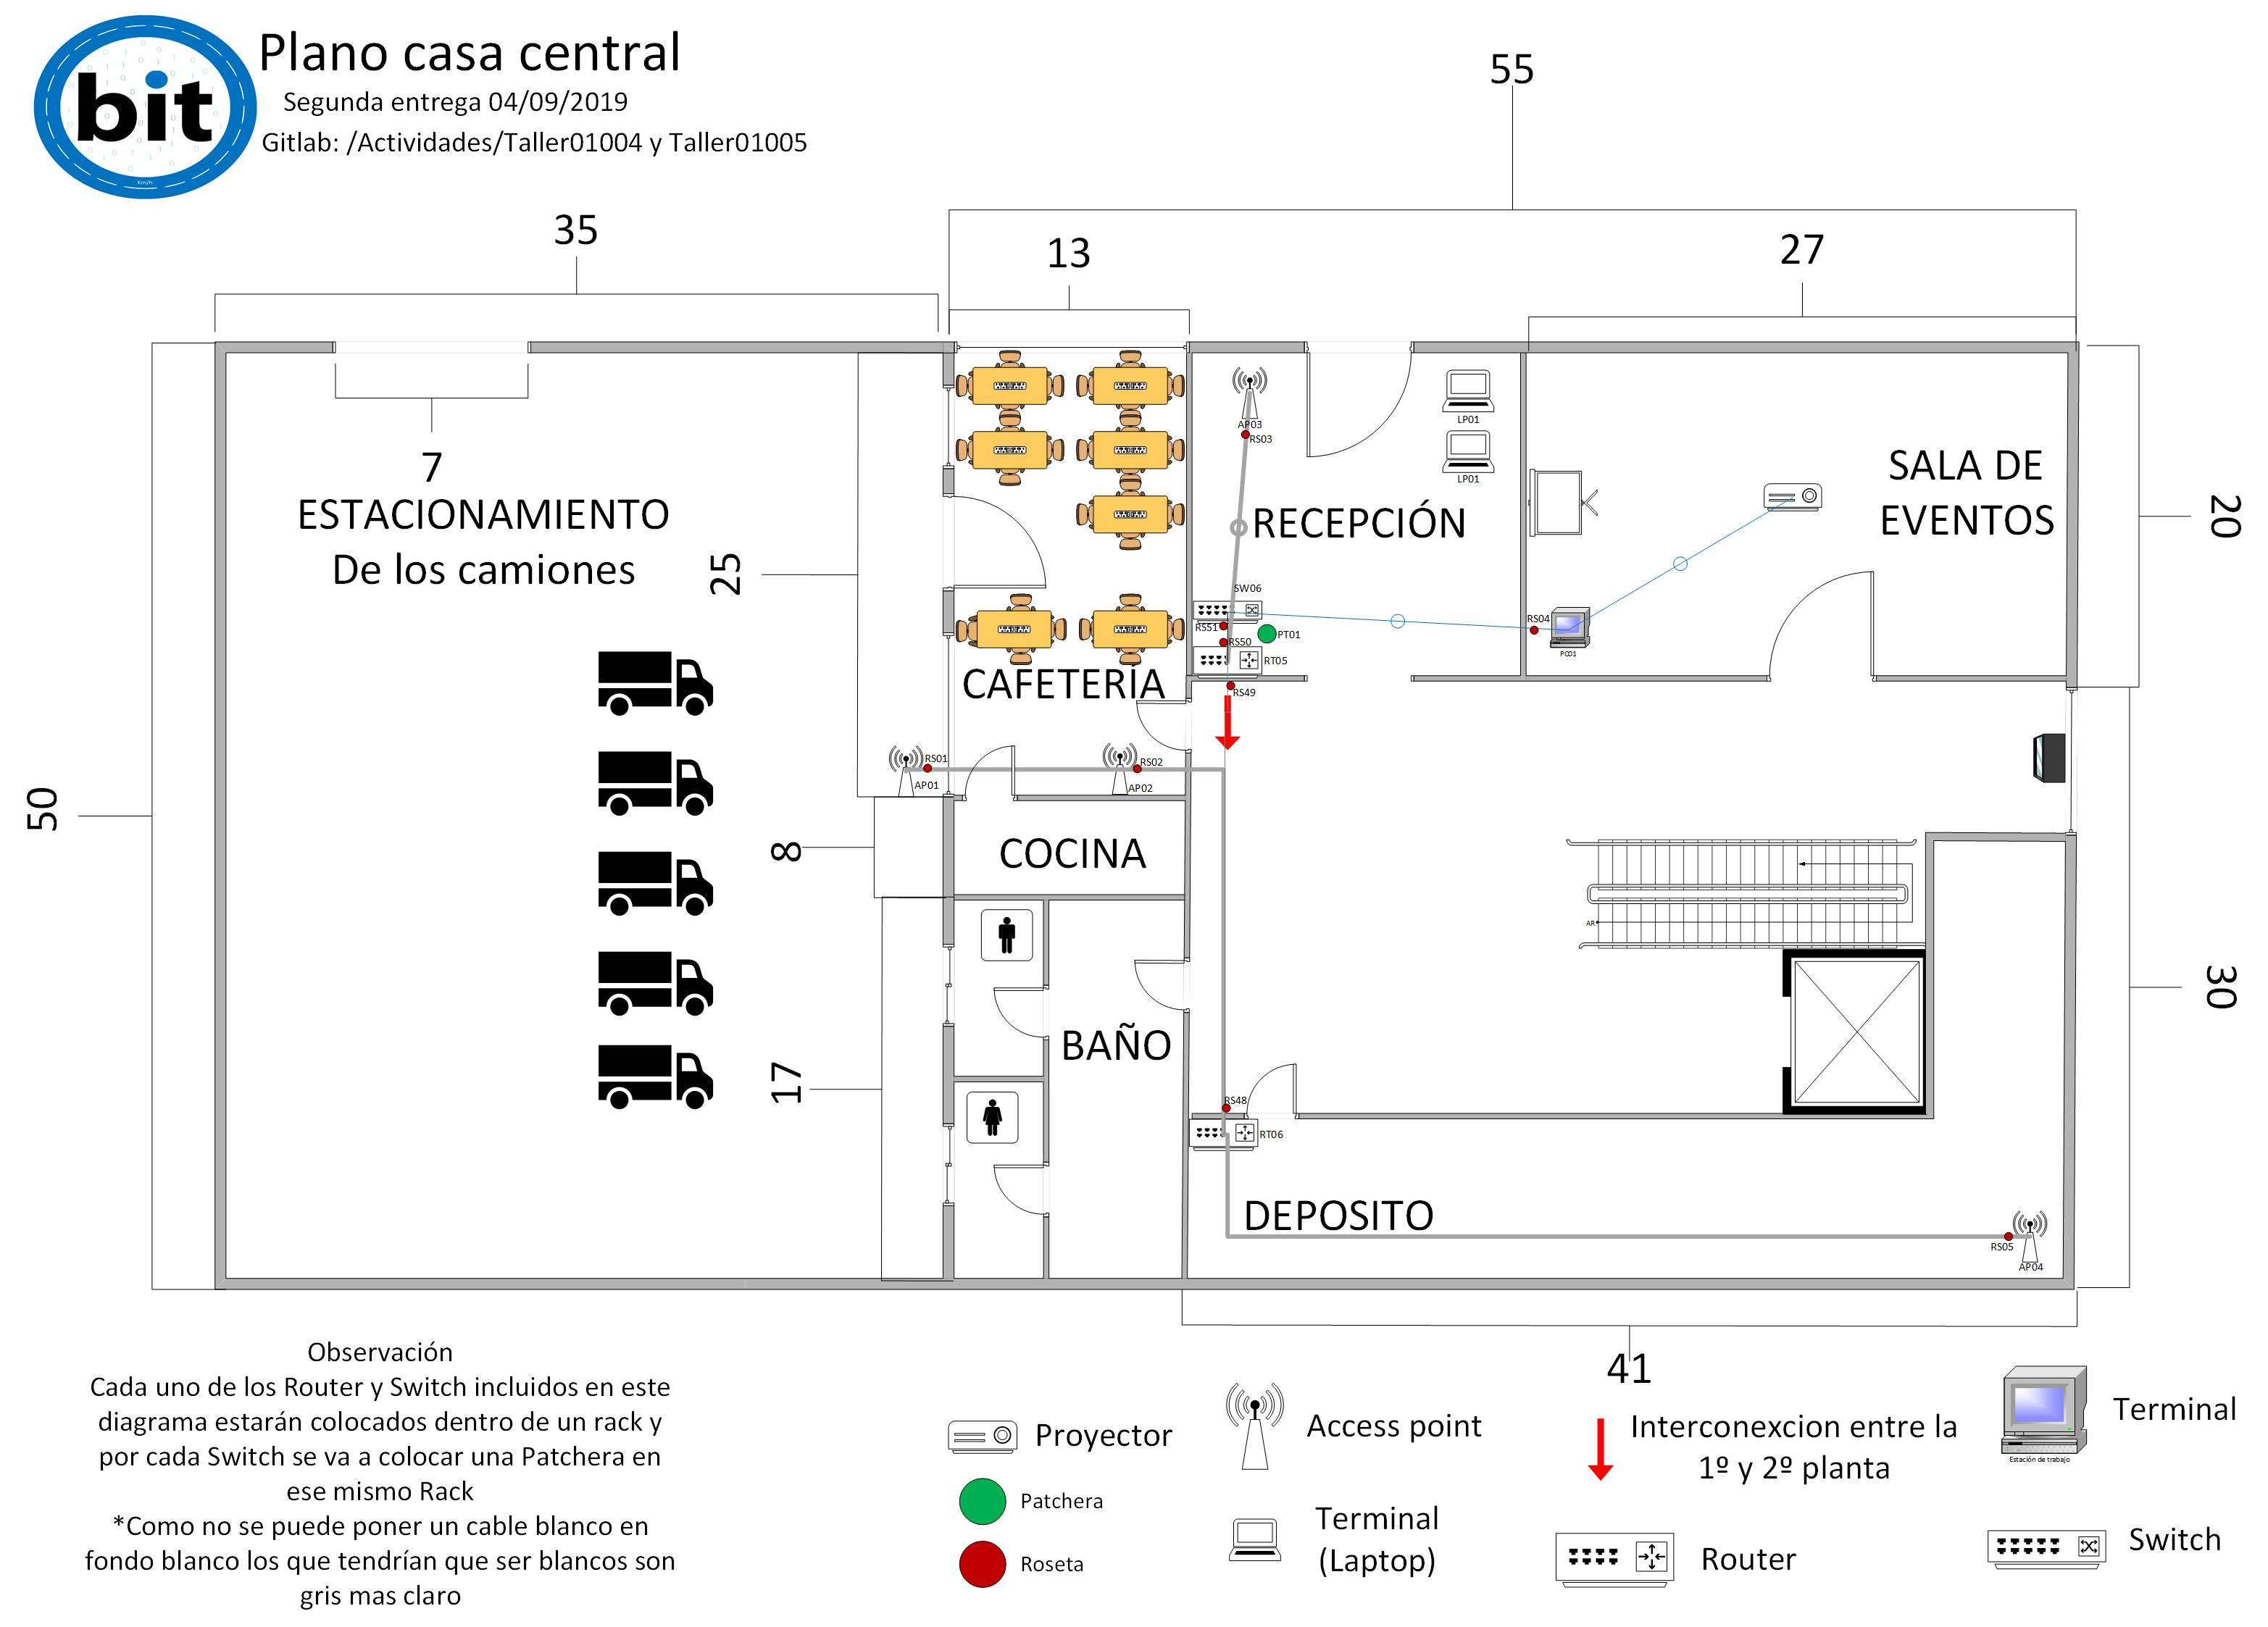 bit
Km/h.
Plano casa central
Segunda entrega 04/09/2019
Gitlab: /Actividades/Taller01004 y Taller01005
55
35
13
27
7
ESTACIONAMIENTO
De los camiones
25
50
8
17
20
30
41
AP03
RS03
LP01
LP01
RECEPCIÓN
SALA DE
EVENTOS
SW06
RS51
RS50
PT01
RT05
RS49
RS04
PC01
CAFETERIA
RS01
AP01
RS02
AP02
COCINA
AR
BAÑO
RS48
RT06
DEPOSITO
RS05
AP04
Observación
Cada uno de los Router y Switch incluidos en este
diagrama estarán colocados dentro de un rack y
por cada Switch se va a colocar una Patchera en
ese mismo Rack
*Como no se puede poner un cable blanco en
fondo blanco los que tendrían que ser blancos son
gris mas claro
Proyector
Patchera
Roseta
Access point
Terminal
(Laptop)
Interconexcion entre la
1º y 2º planta
Router
Terminal
Estación de trabajo
Switch